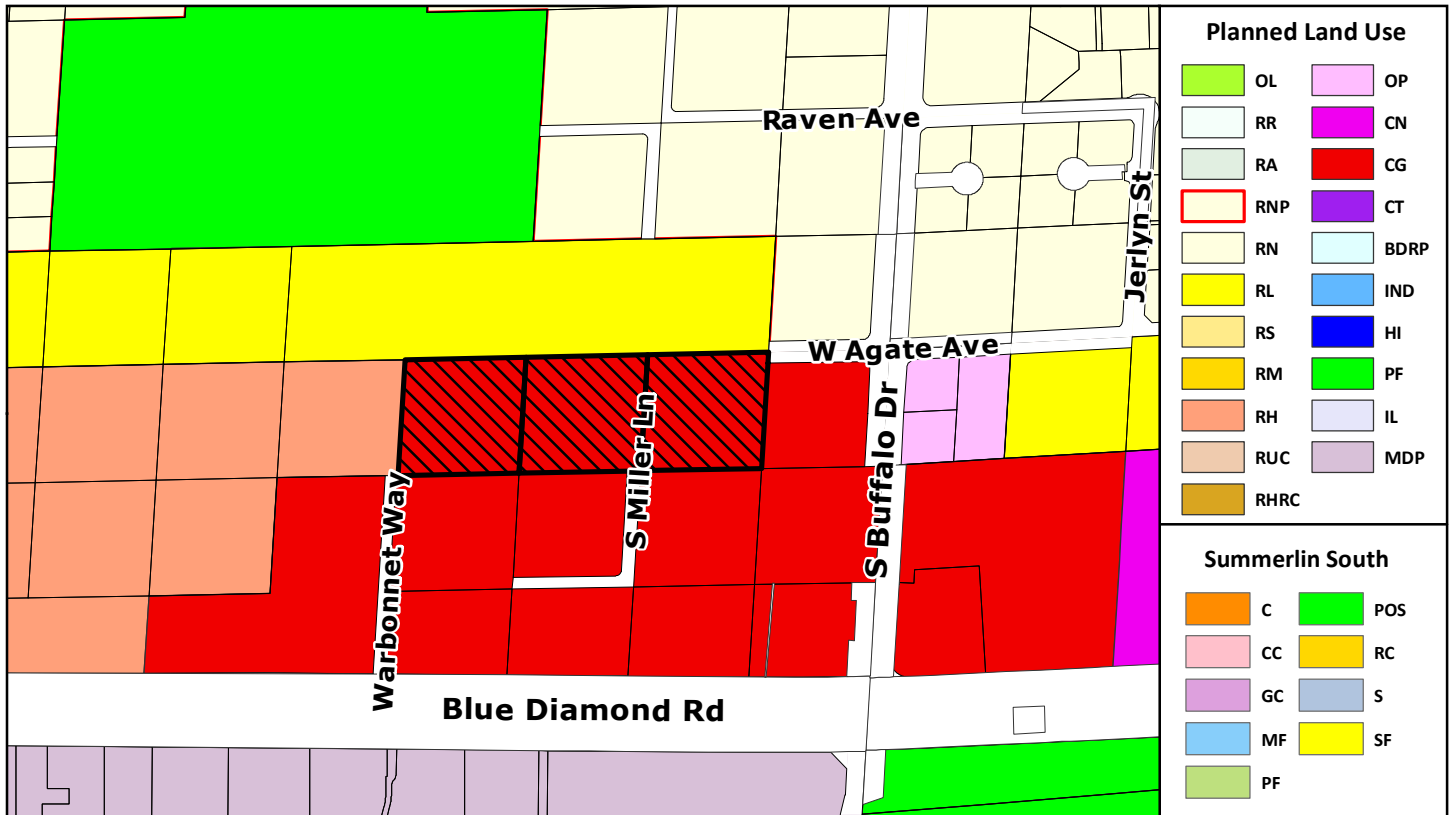 Raven Ave
Jerlyn St
W Agate Ave
S Buffalo Dr
S Miller Ln
Warbonnet Way
Blue Diamond Rd
Planned Land Use
OL OP
RR CN
RA CG
RNP CT
RN BDRP
RL IND
RS HI
RM PF
RH IL
RUC MDP
RHRC
Summerlin South
C POS
CC RC
GC S
MF SF
PF